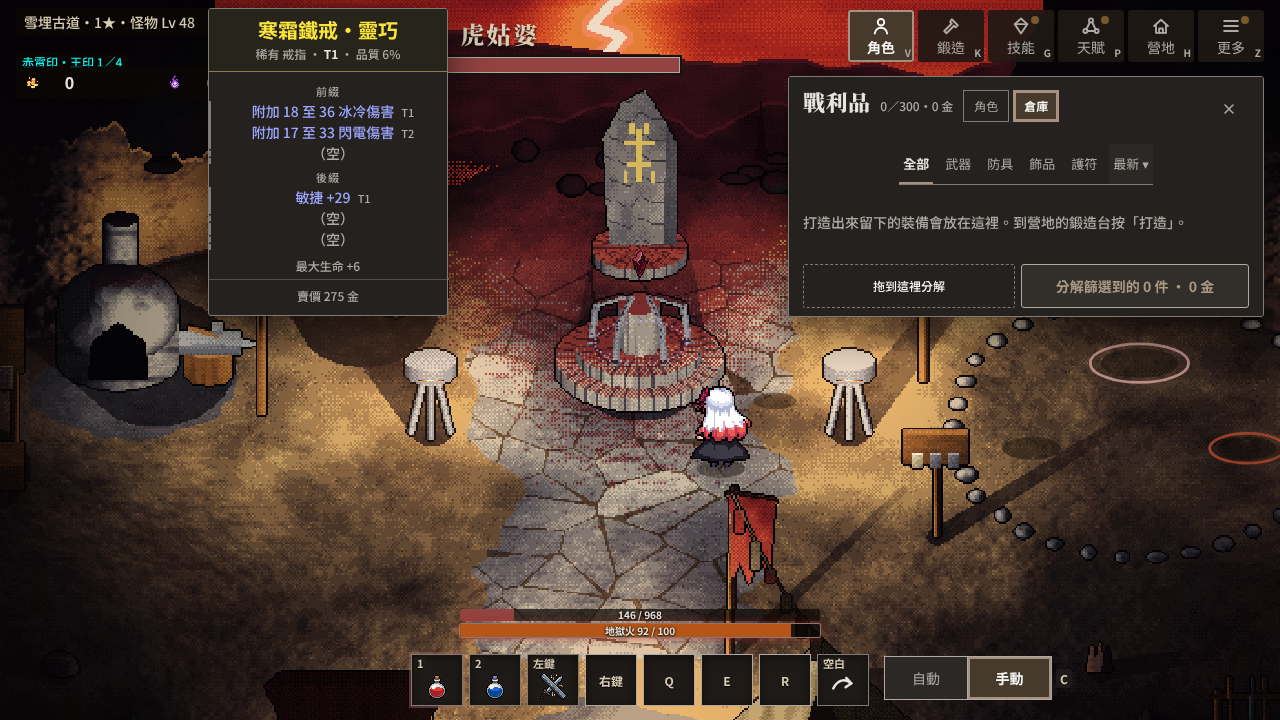 雪埋古道・1★・怪物 Lv 48
赤霄印・王印 1／4
0
寒霜鐵戒・靈巧
稀有 戒指 ・ T1 ・ 品質 6%
前綴
附加 18 至 36 冰冷傷害 T1
附加 17 至 33 閃電傷害 T2
（空）
後綴
敏捷 +29 T1
（空）
（空）
最大生命 +6
賣價 275 金
虎姑婆
角色 V
鍛造 K
技能 G
天賦 P
營地 H
更多 Z
戰利品 0／300・0 金 角色 倉庫 ×
全部 武器 防具 飾品 護符 最新 ▾
打造出來留下的裝備會放在這裡。到營地的鍛造台按「打造」。
拖到這裡分解
分解篩選到的 0 件 ・ 0 金
146 / 968
地獄火 92 / 100
1 2 左鍵 右鍵 Q E R 空白
自動 手動 C